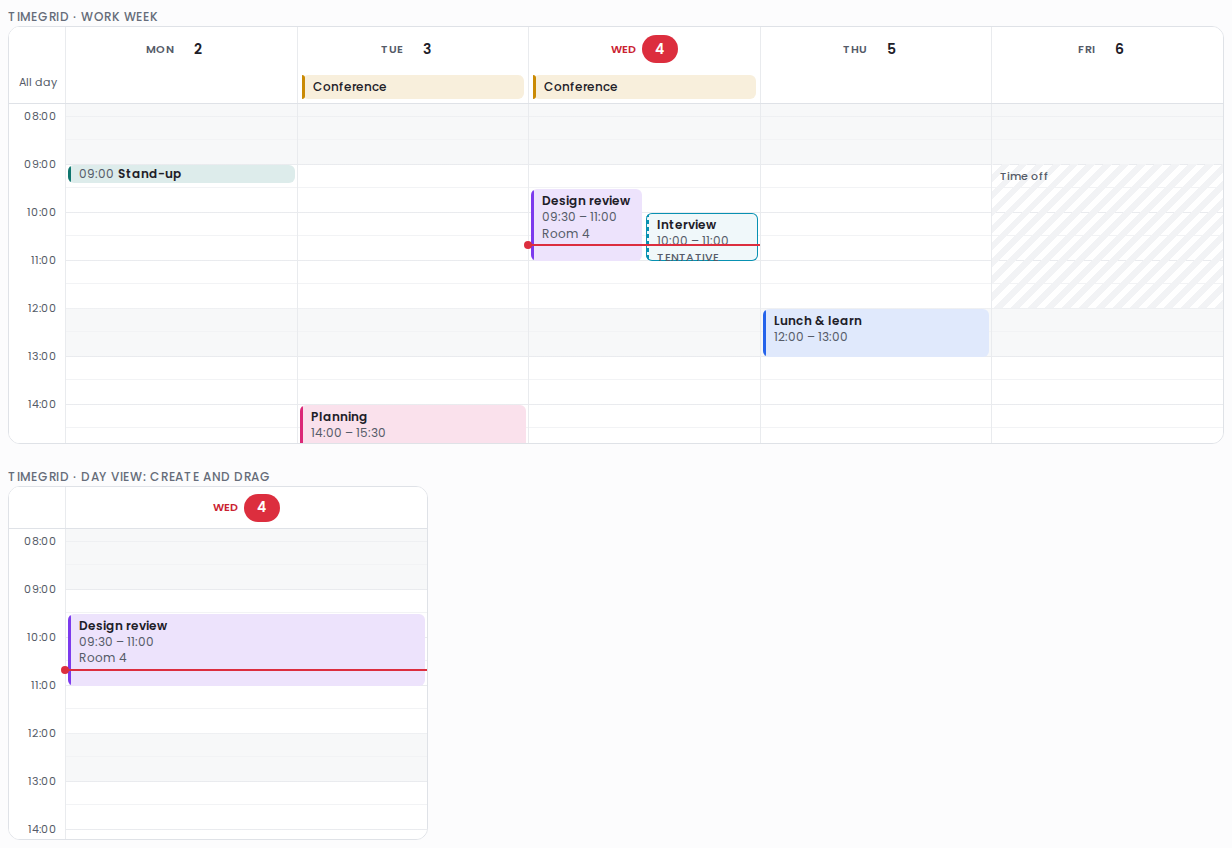 TIMEGRID · WORK WEEK
MON 2
TUE 3
WED 4
THU 5
FRI 6
All day
Conference
Conference
08:00
09:00
09:00 Stand-up
Time off
Design review
09:30 – 11:00
Room 4
10:00
Interview
10:00 – 11:00
TENTATIVE
11:00
12:00
Lunch & learn
12:00 – 13:00
13:00
14:00
Planning
14:00 – 15:30
TIMEGRID · DAY VIEW: CREATE AND DRAG
WED 4
08:00
09:00
Design review
09:30 – 11:00
Room 4
10:00
11:00
12:00
13:00
14:00